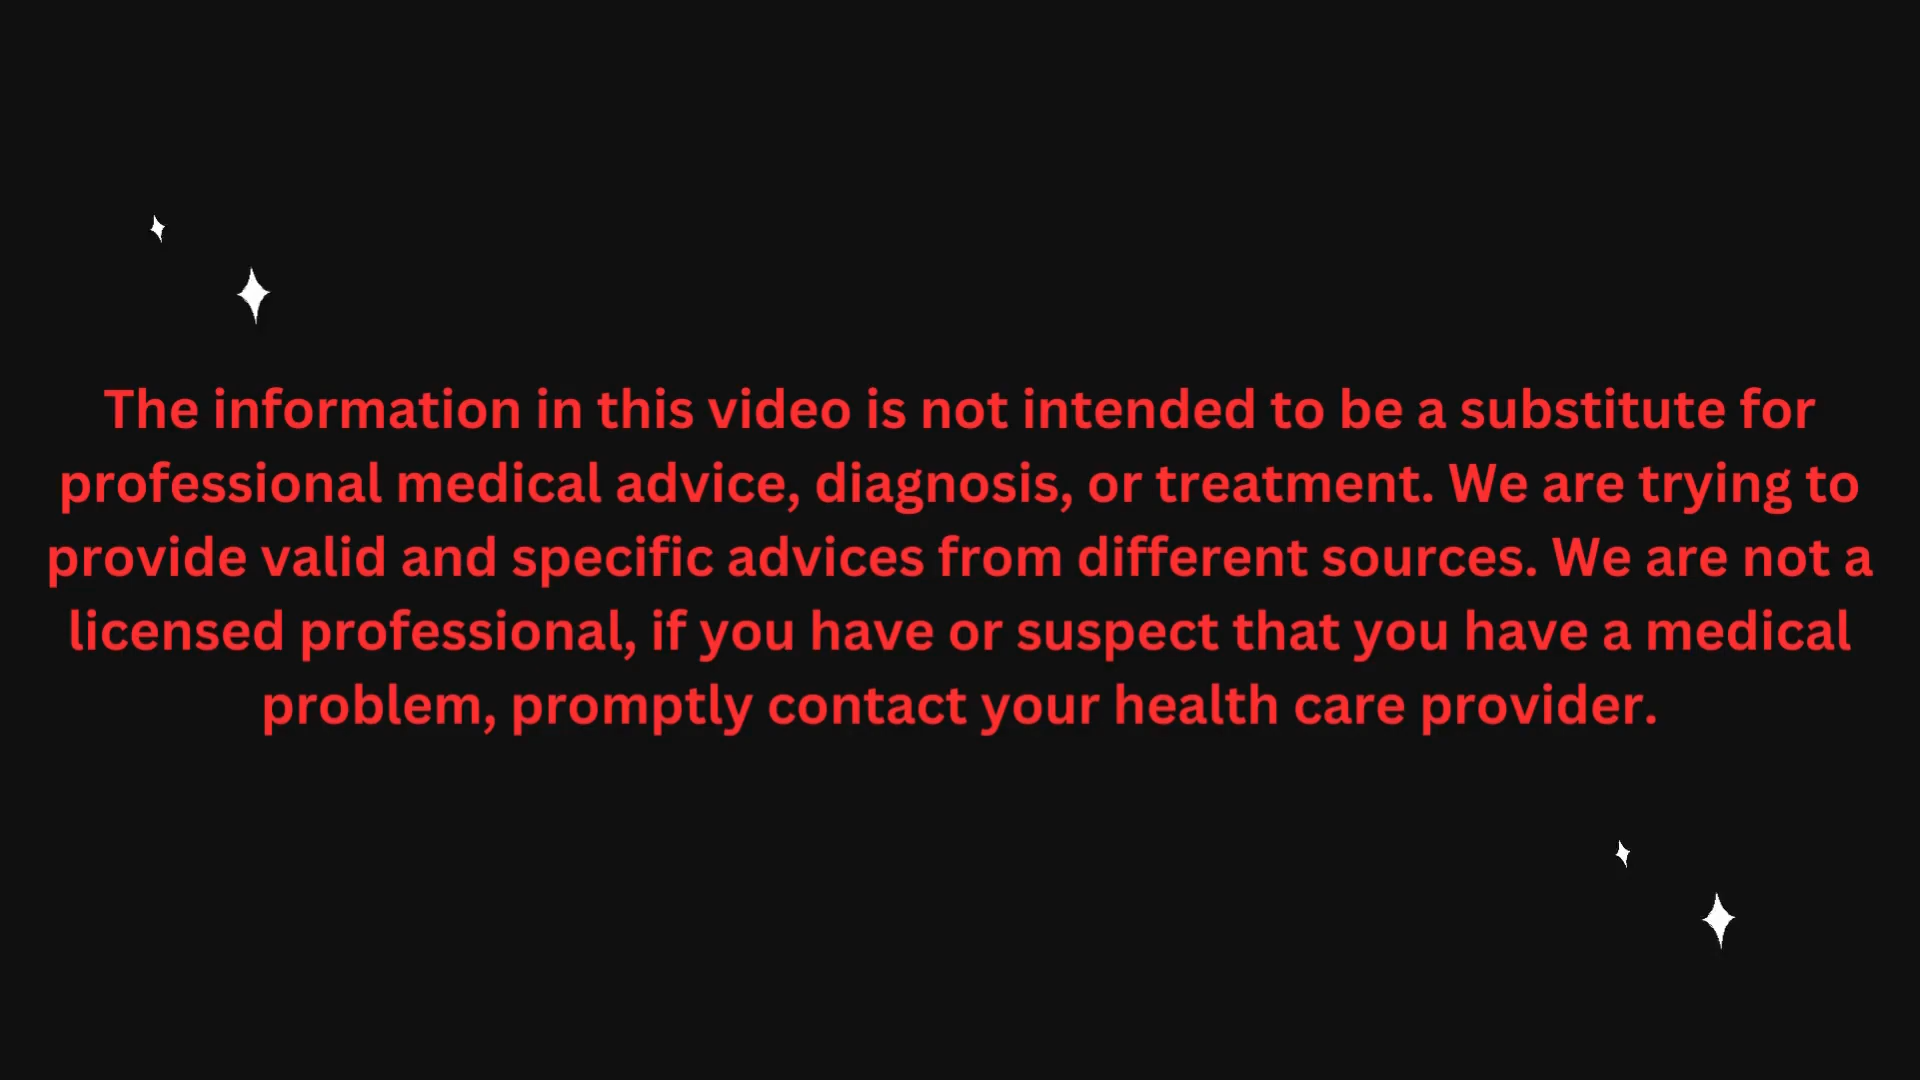 The information in this video is not intended to be a substitute for
professional medical advice, diagnosis, or treatment. We are trying to
provide valid and specific advices from different sources. We are not a
licensed professional, if you have or suspect that you have a medical
problem, promptly contact your health care provider.